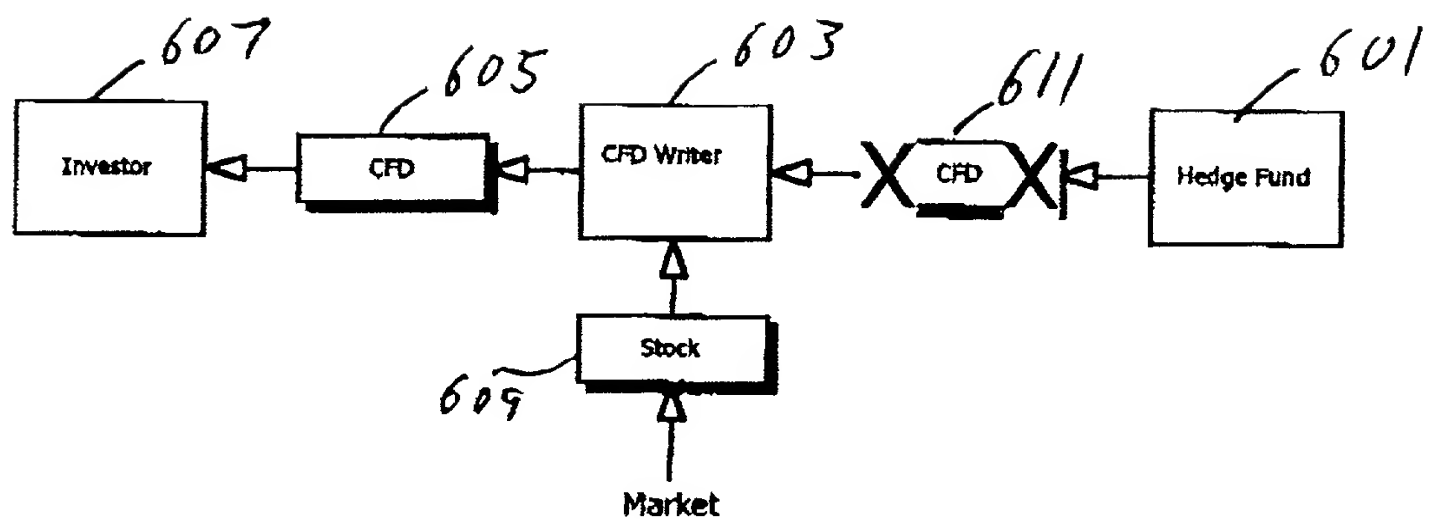 607
605
603
611
601
Investor
CFD
CFD Writer
CFD
Hedge Fund
Stock
609
Market